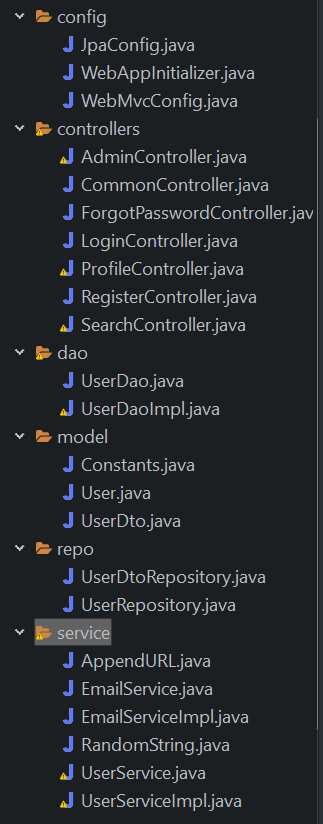 config
JpaConfig.java
WebAppInitializer.java
WebMvcConfig.java
controllers
AdminController.java
CommonController.java
ForgotPasswordController.jav
LoginController.java
ProfileController.java
RegisterController.java
SearchController.java
dao
UserDao.java
UserDaoImpl.java
model
Constants.java
User.java
UserDto.java
repo
UserDtoRepository.java
UserRepository.java
service
AppendURL.java
EmailService.java
EmailServiceImpl.java
RandomString.java
UserService.java
UserServiceImpl.java